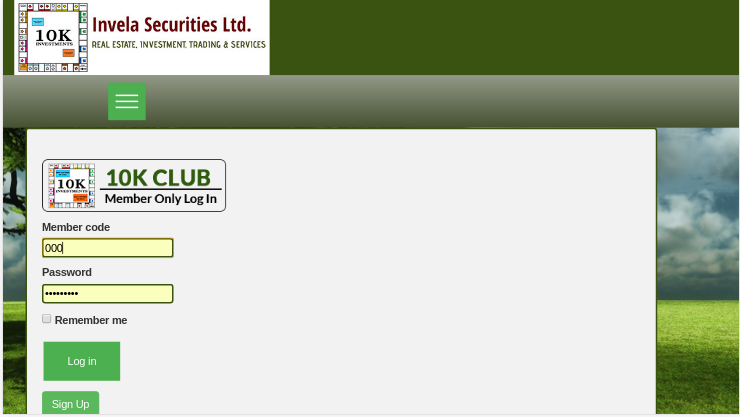 10K
INVESTMENTS
Invela Securities Ltd.
REAL ESTATE, INVESTMENT, TRADING & SERVICES
10K
INVESTMENTS
10K CLUB
Member Only Log In
Member code
000
Password
•••••••••
Remember me
Log in
Sign Up